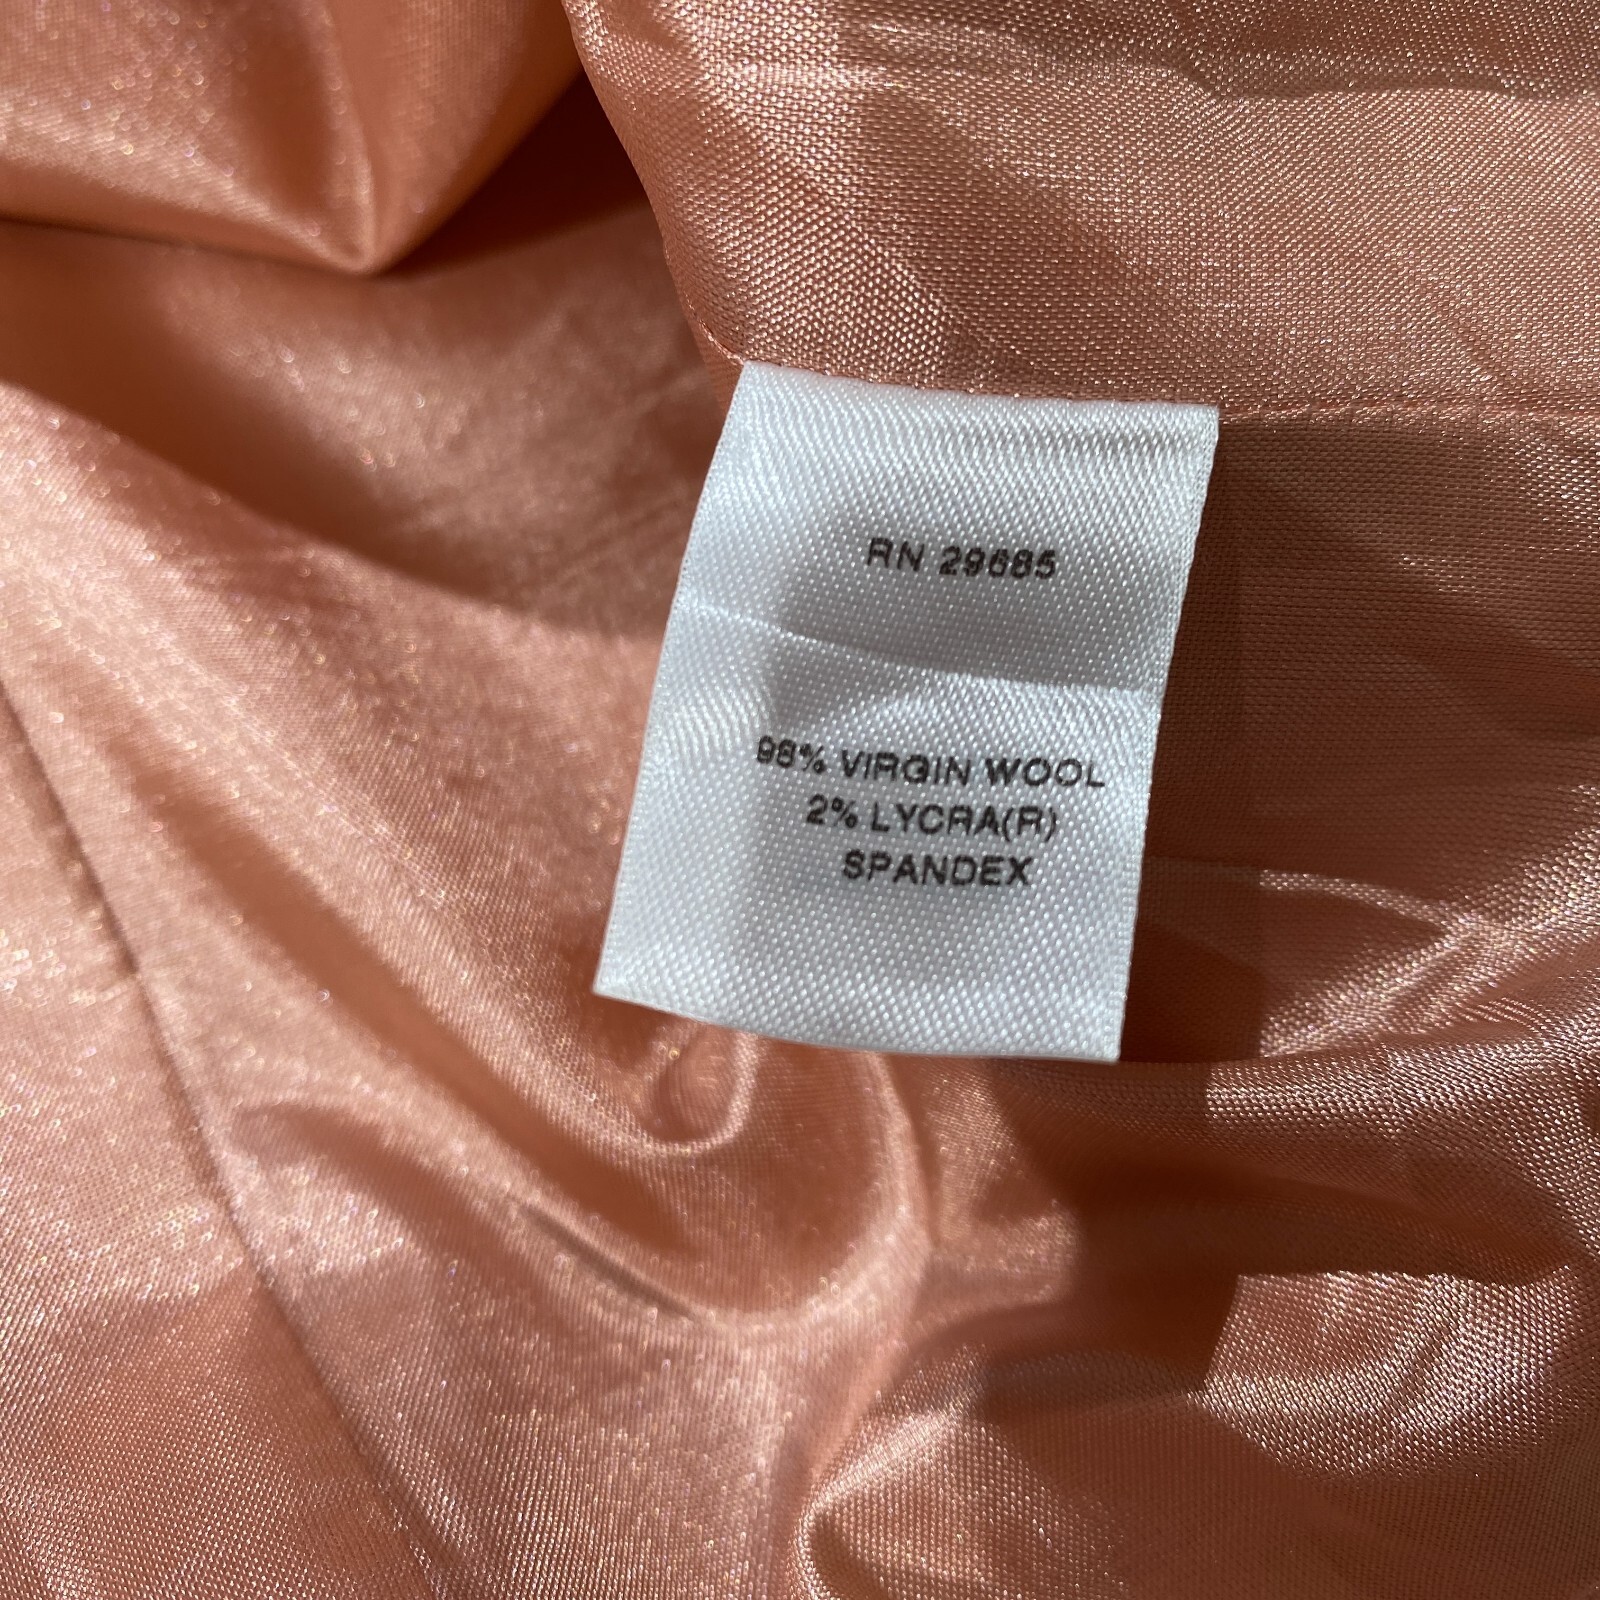 RN 29685
98% VIRGIN WOOL
2% LYCRA(R)
SPANDEX